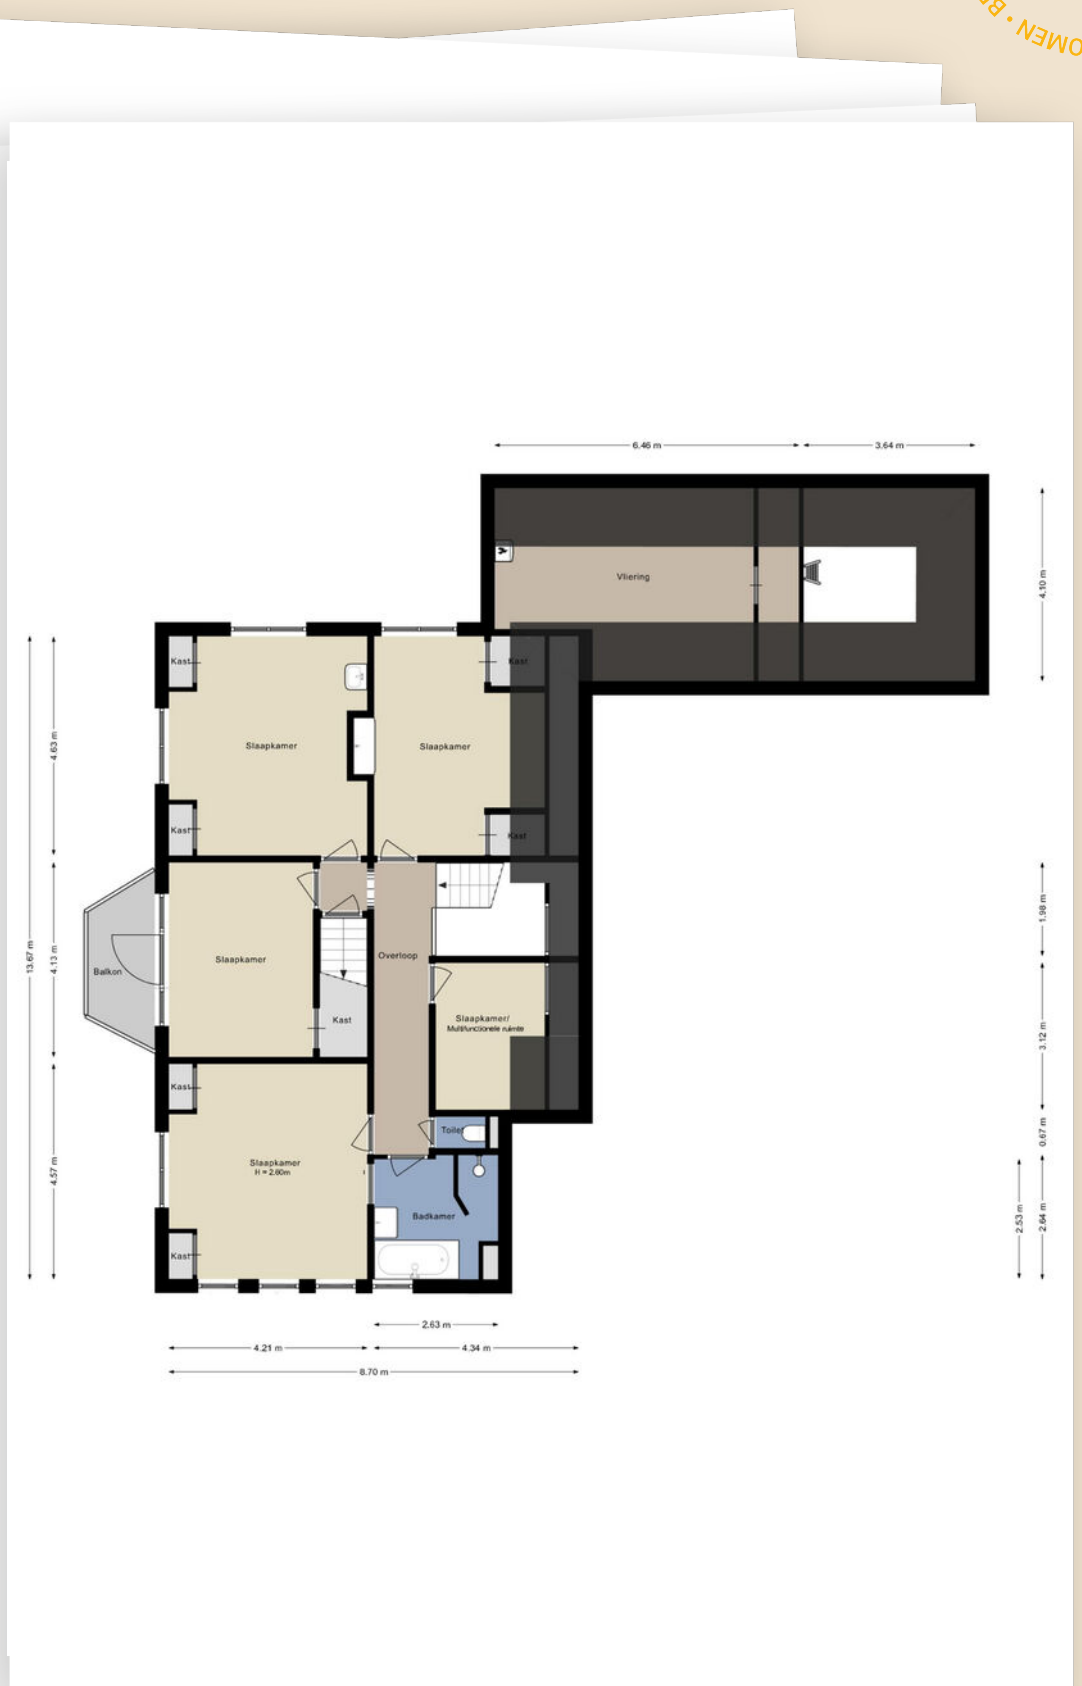 OMEN • BE
6.46 m
3.64 m
4.10 m
Vliering
Kast
Kast
4.63 m
Slaapkamer
Slaapkamer
Kast
Kast
13.67 m
4.13 m
1.98 m
Overloop
Slaapkamer
Balkon
Kast
Slaapkamer/
Multifunctionele ruimte
3.12 m
Kast
0.67 m
Toilet
4.57 m
Slaapkamer
H = 2.60m
Badkamer
2.53 m
2.64 m
Kast
2.63 m
4.21 m
4.34 m
8.70 m